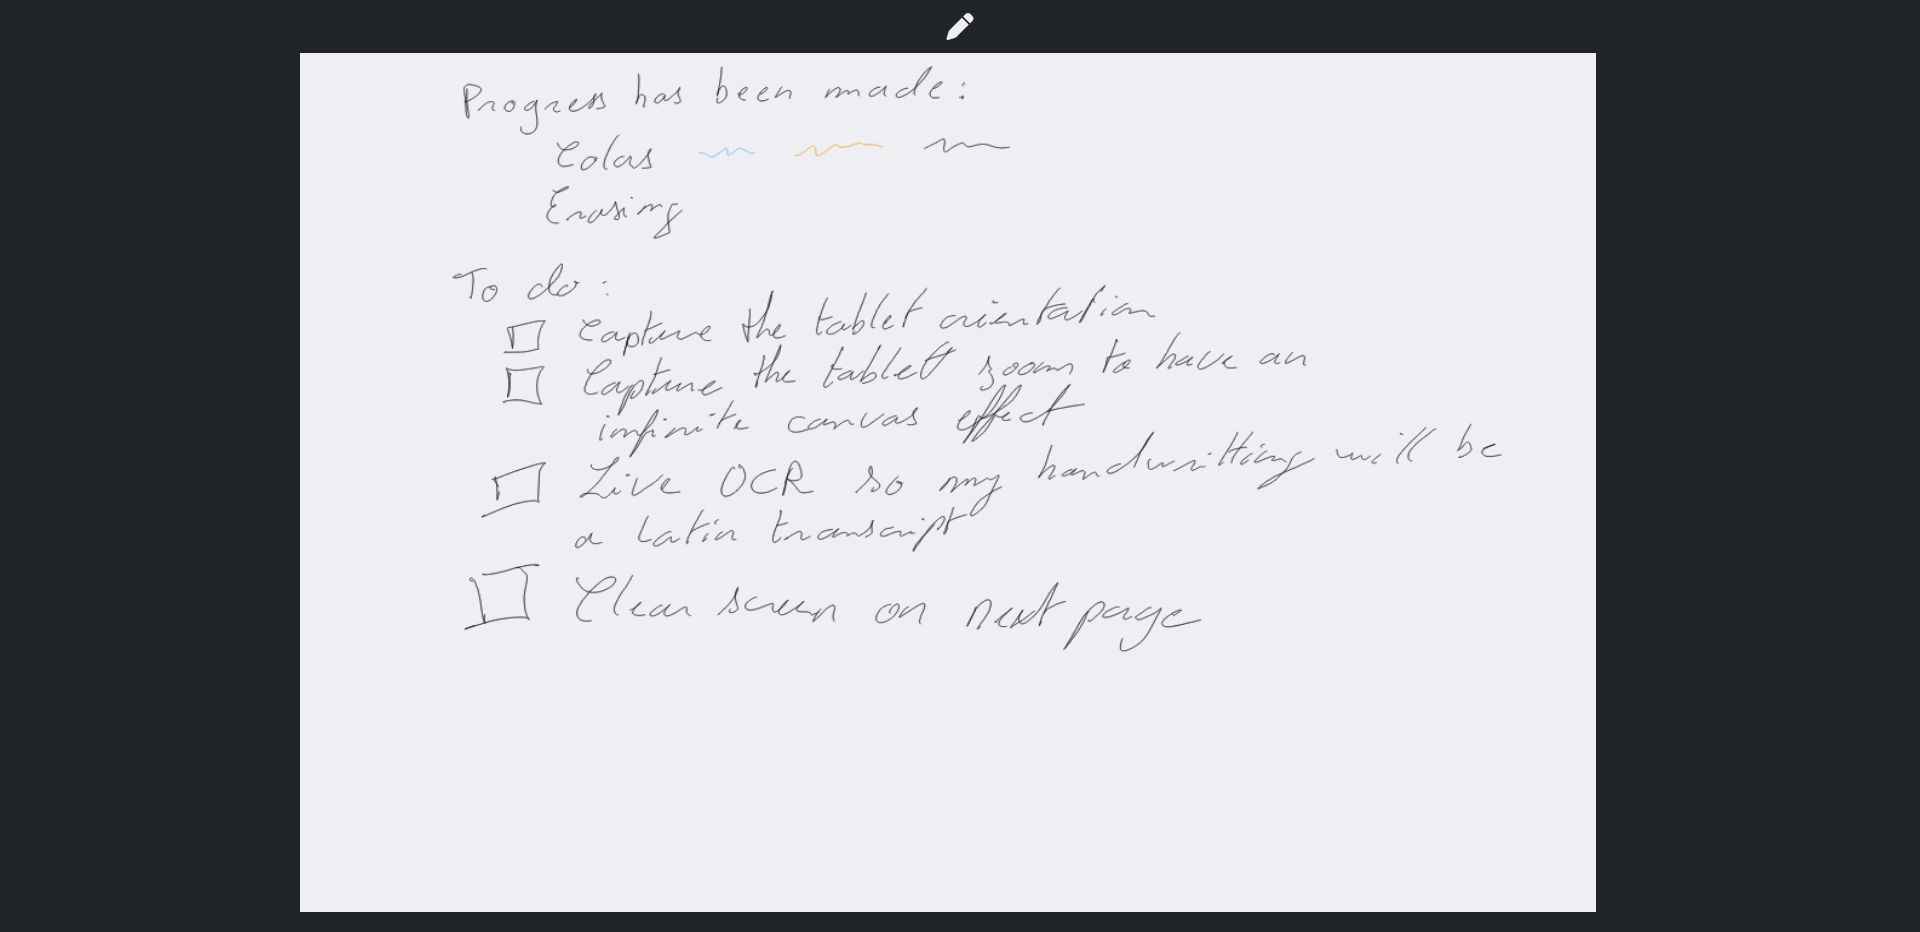 Progress has been made:
Colors
Erasing
To do:
Capture the tablet orientation
Capture the tablet zoom to have an
infinite canvas effect
Live OCR so my handwritting will be
a Latin transcript
Clear screen on next page